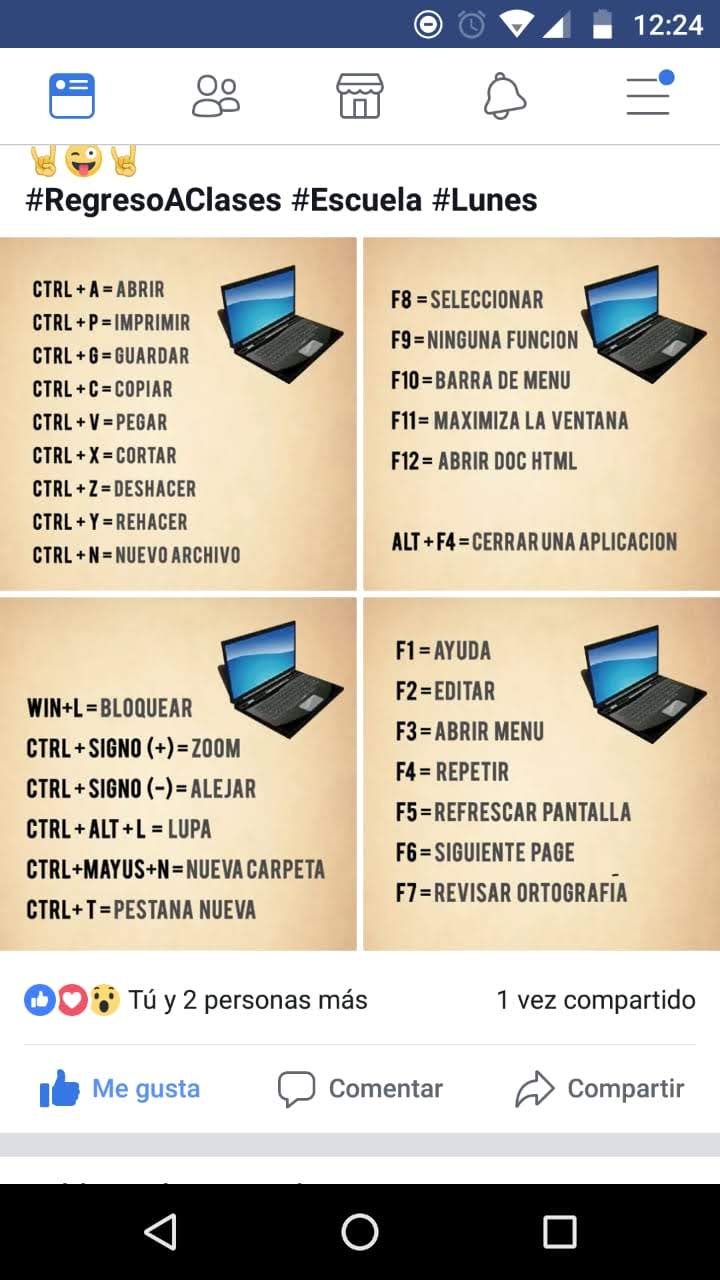 12:24
#RegresoAClases #Escuela #Lunes
CTRL + A = ABRIR
CTRL + P = IMPRIMIR
CTRL + G = GUARDAR
CTRL + C = COPIAR
CTRL + V = PEGAR
CTRL + X = CORTAR
CTRL + Z = DESHACER
CTRL + Y = REHACER
CTRL + N = NUEVO ARCHIVO
F8 = SELECCIONAR
F9 = NINGUNA FUNCION
F10 = BARRA DE MENU
F11 = MAXIMIZA LA VENTANA
F12 = ABRIR DOC HTML
ALT + F4 = CERRAR UNA APLICACION
WIN+L = BLOQUEAR
CTRL + SIGNO (+) = ZOOM
CTRL + SIGNO (-) = ALEJAR
CTRL + ALT + L = LUPA
CTRL+MAYUS+N = NUEVA CARPETA
CTRL+T = PESTANA NUEVA
F1 = AYUDA
F2 = EDITAR
F3 = ABRIR MENU
F4 = REPETIR
F5 = REFRESCAR PANTALLA
F6 = SIGUIENTE PAGE
F7 = REVISAR ORTOGRAFÍA
Tú y 2 personas más 1 vez compartido
Me gusta Comentar Compartir